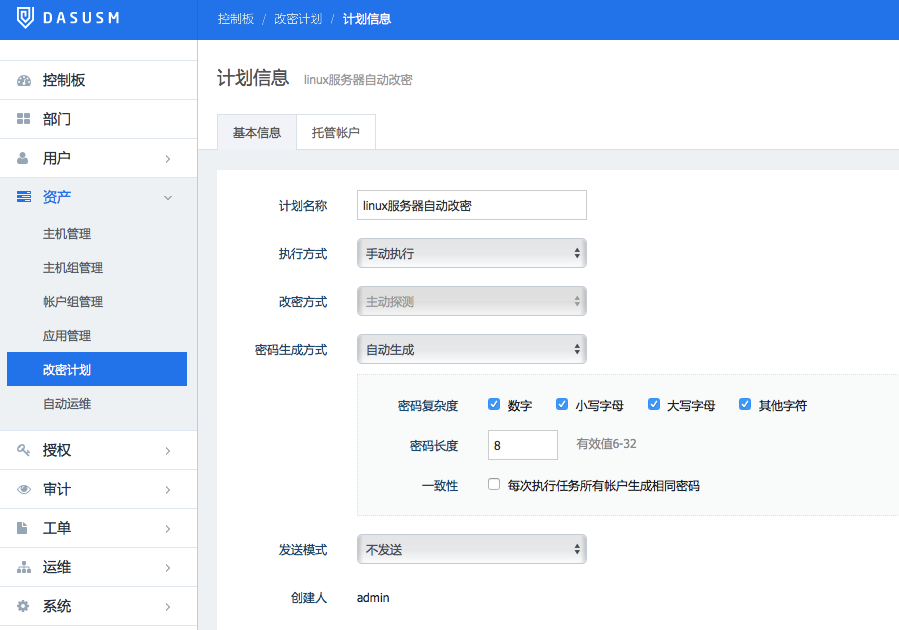 DASUSM
控制板 / 改密计划 / 计划信息
控制板
部门
用户
资产
主机管理
主机组管理
帐户组管理
应用管理
改密计划
自动运维
授权
审计
工单
运维
系统
计划信息 linux服务器自动改密
基本信息 托管帐户
计划名称 linux服务器自动改密
执行方式 手动执行
改密方式 主动探测
密码生成方式 自动生成
密码复杂度 数字 小写字母 大写字母 其他字符
密码长度 8 有效值6-32
一致性 每次执行任务所有帐户生成相同密码
发送模式 不发送
创建人 admin